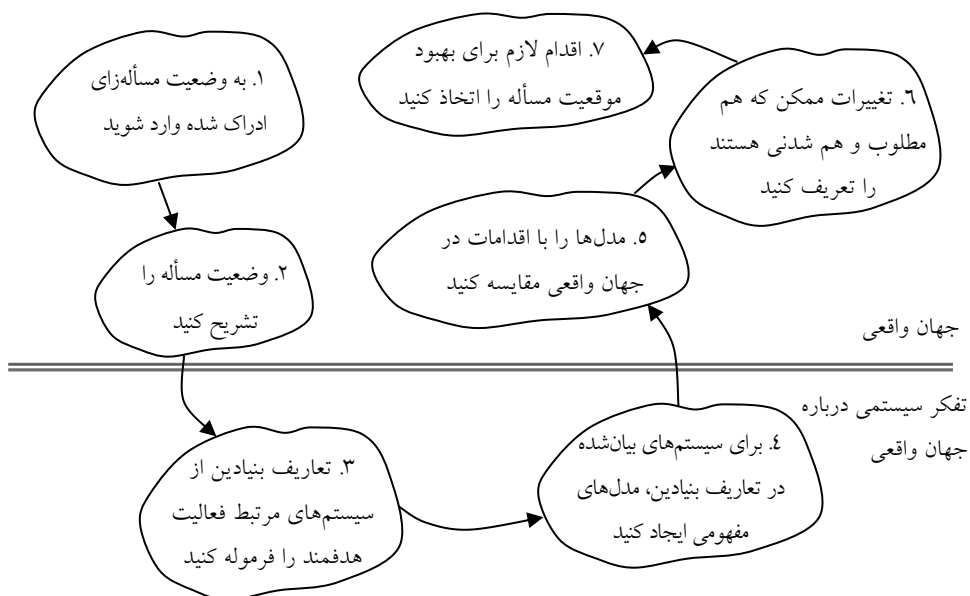 ۱. به وضعیت مسأله‌زای
ادراک شده وارد شوید
۲. وضعیت مسأله را
تشریح کنید
۳. تعاریف بنیادین از
سیستم‌های مرتبط فعالیت
هدفمند را فرموله کنید
۴. برای سیستم‌های بیان‌شده
در تعاریف بنیادین، مدل‌های
مفهومی ایجاد کنید
۵. مدل‌ها را با اقدامات در
جهان واقعی مقایسه کنید
۶. تغییرات ممکن که هم
مطلوب و هم شدنی هستند
را تعریف کنید
۷. اقدام لازم برای بهبود
موقعیت مسأله را اتخاذ کنید
جهان واقعی
تفکر سیستمی درباره
جهان واقعی